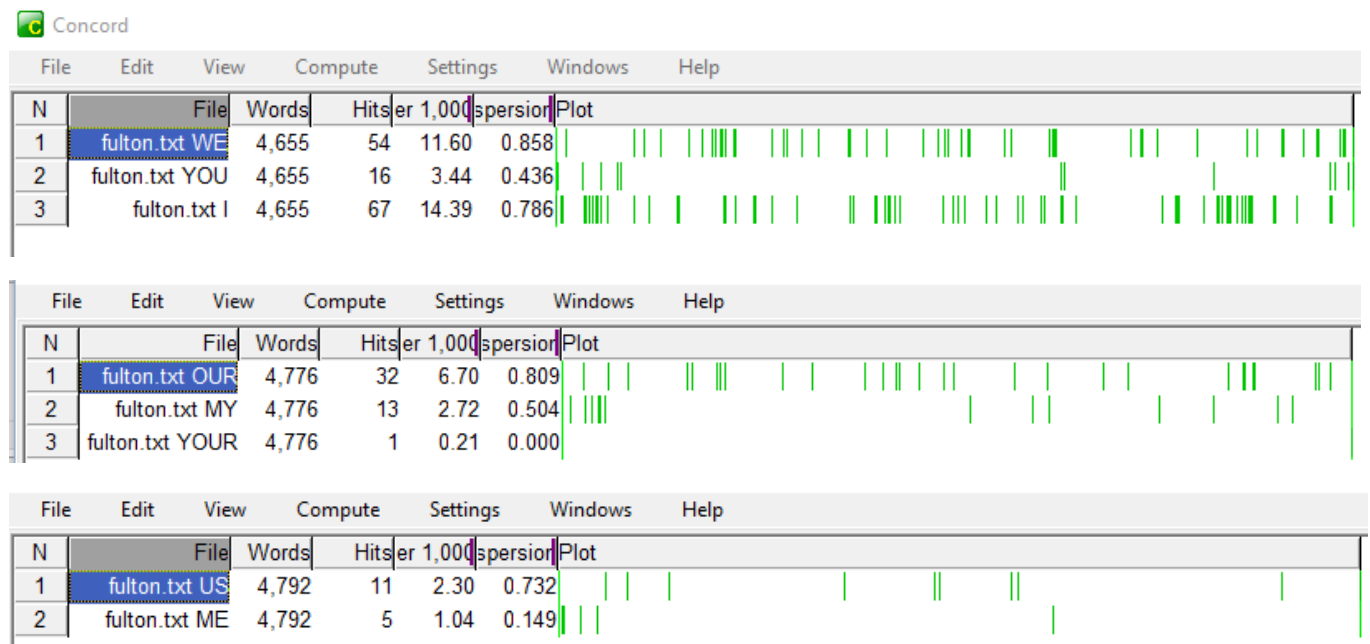 Concord
File Edit View Compute Settings Windows Help
N File Words Hits er 1,000 spersion Plot
1 fulton.txt WE 4,655 54 11.60 0.858
2 fulton.txt YOU 4,655 16 3.44 0.436
3 fulton.txt I 4,655 67 14.39 0.786
File Edit View Compute Settings Windows Help
N File Words Hits er 1,000 spersion Plot
1 fulton.txt OUR 4,776 32 6.70 0.809
2 fulton.txt MY 4,776 13 2.72 0.504
3 fulton.txt YOUR 4,776 1 0.21 0.000
File Edit View Compute Settings Windows Help
N File Words Hits er 1,000 spersion Plot
1 fulton.txt US 4,792 11 2.30 0.732
2 fulton.txt ME 4,792 5 1.04 0.149